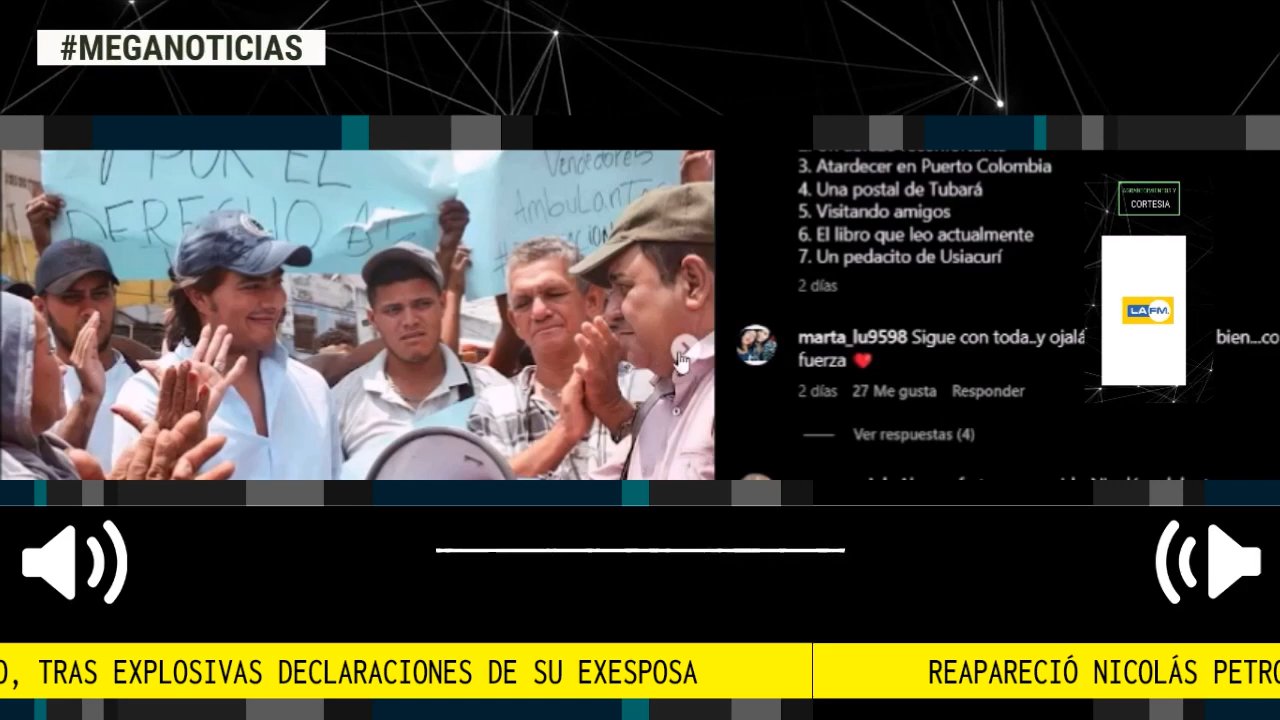 #MEGANOTICIAS
POR EL
DERECHO AL
Vendedores
Ambulantes
3. Atardecer en Puerto Colombia
4. Una postal de Tubará
5. Visitando amigos
6. El libro que leo actualmente
7. Un pedacito de Usiacurí
2 días
marta_lu9598 Sigue con toda..y ojalá bien...co
fuerza ❤️
2 días 27 Me gusta Responder
Ver respuestas (4)
CORTESIA
LA FM.
O, TRAS EXPLOSIVAS DECLARACIONES DE SU EXESPOSA
REAPARECIÓ NICOLÁS PETRO